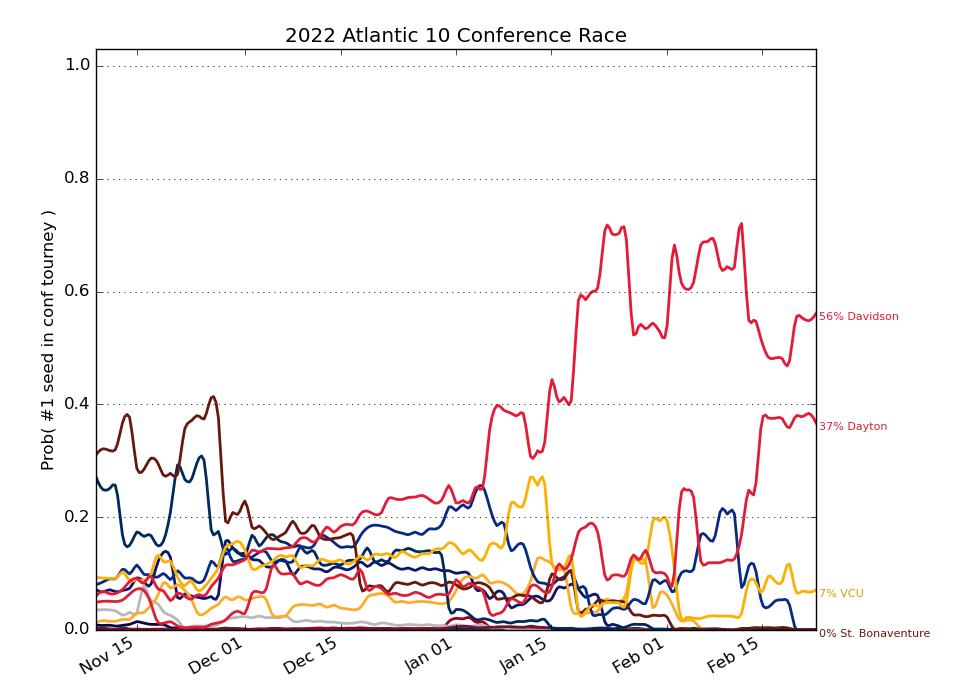 2022 Atlantic 10 Conference Race
Prob( #1 seed in conf tourney )
1.0
0.8
0.6
0.4
0.2
0.0
56% Davidson
37% Dayton
7% VCU
0% St. Bonaventure
Nov 15
Dec 01
Dec 15
Jan 01
Jan 15
Feb 01
Feb 15